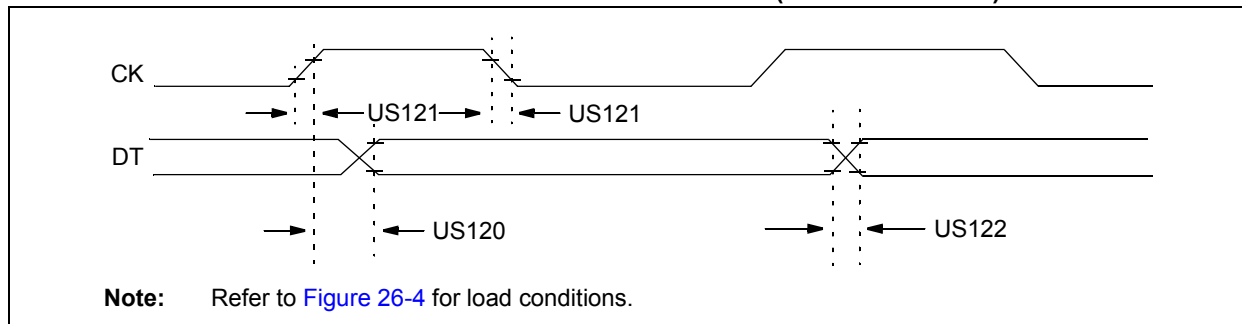 CK
US121
US121
DT
US120
US122
Note: Refer to Figure 26-4 for load conditions.